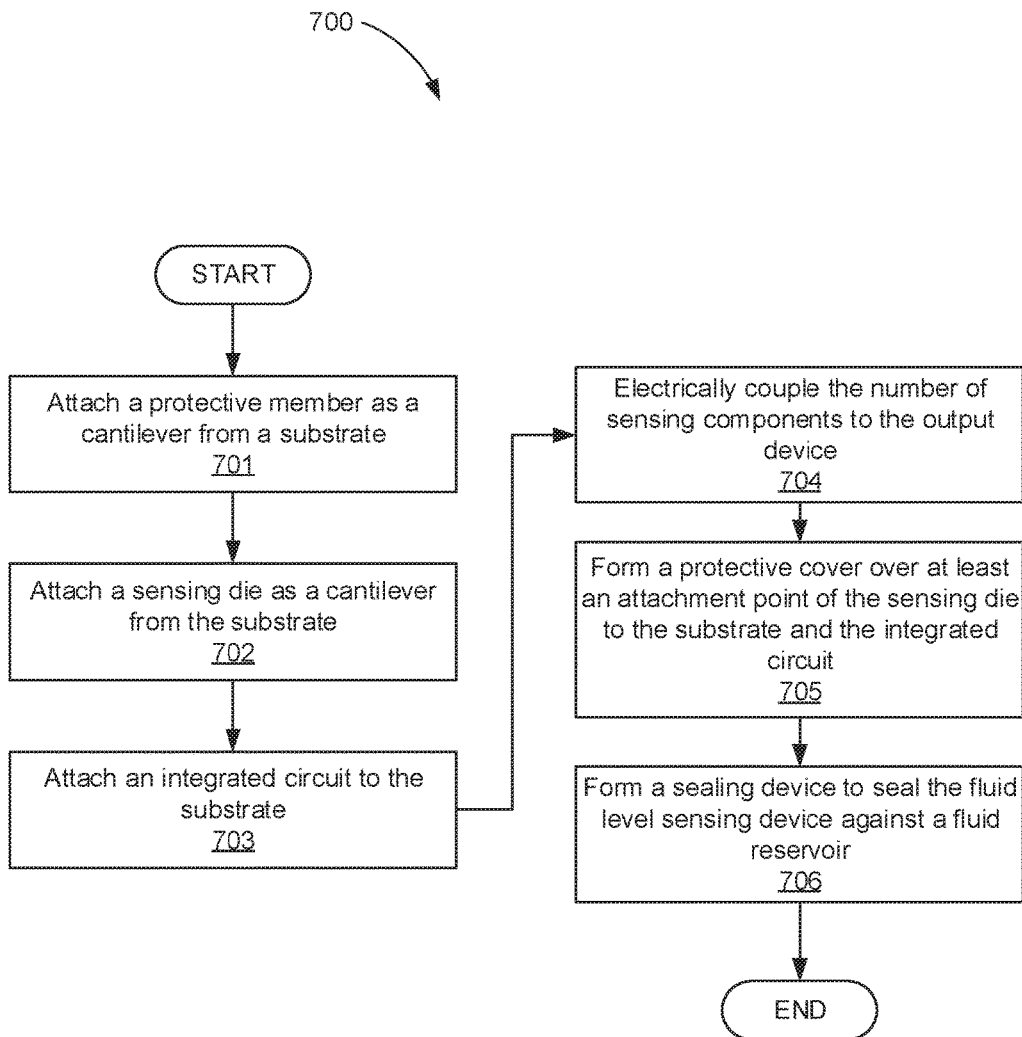 700
START
Attach a protective member as a
cantilever from a substrate
701
Attach a sensing die as a cantilever
from the substrate
702
Attach an integrated circuit to the
substrate
703
Electrically couple the number of
sensing components to the output
device
704
Form a protective cover over at least
an attachment point of the sensing die
to the substrate and the integrated
circuit
705
Form a sealing device to seal the fluid
level sensing device against a fluid
reservoir
706
END